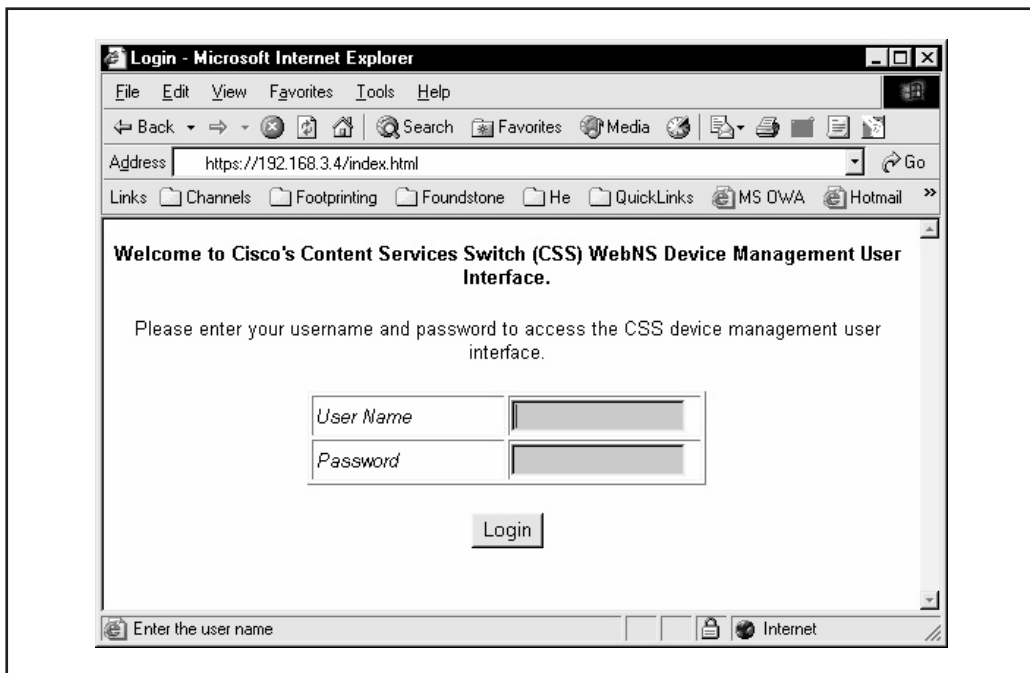 Login - Microsoft Internet Explorer
File Edit View Favorites Tools Help
Back Search Favorites Media
Address https://192.168.3.4/index.html Go
Links Channels Footprinting Foundstone He QuickLinks MS OWA Hotmail »
Welcome to Cisco's Content Services Switch (CSS) WebNS Device Management User
Interface.
Please enter your username and password to access the CSS device management user
interface.
User Name
Password
Login
Enter the user name Internet